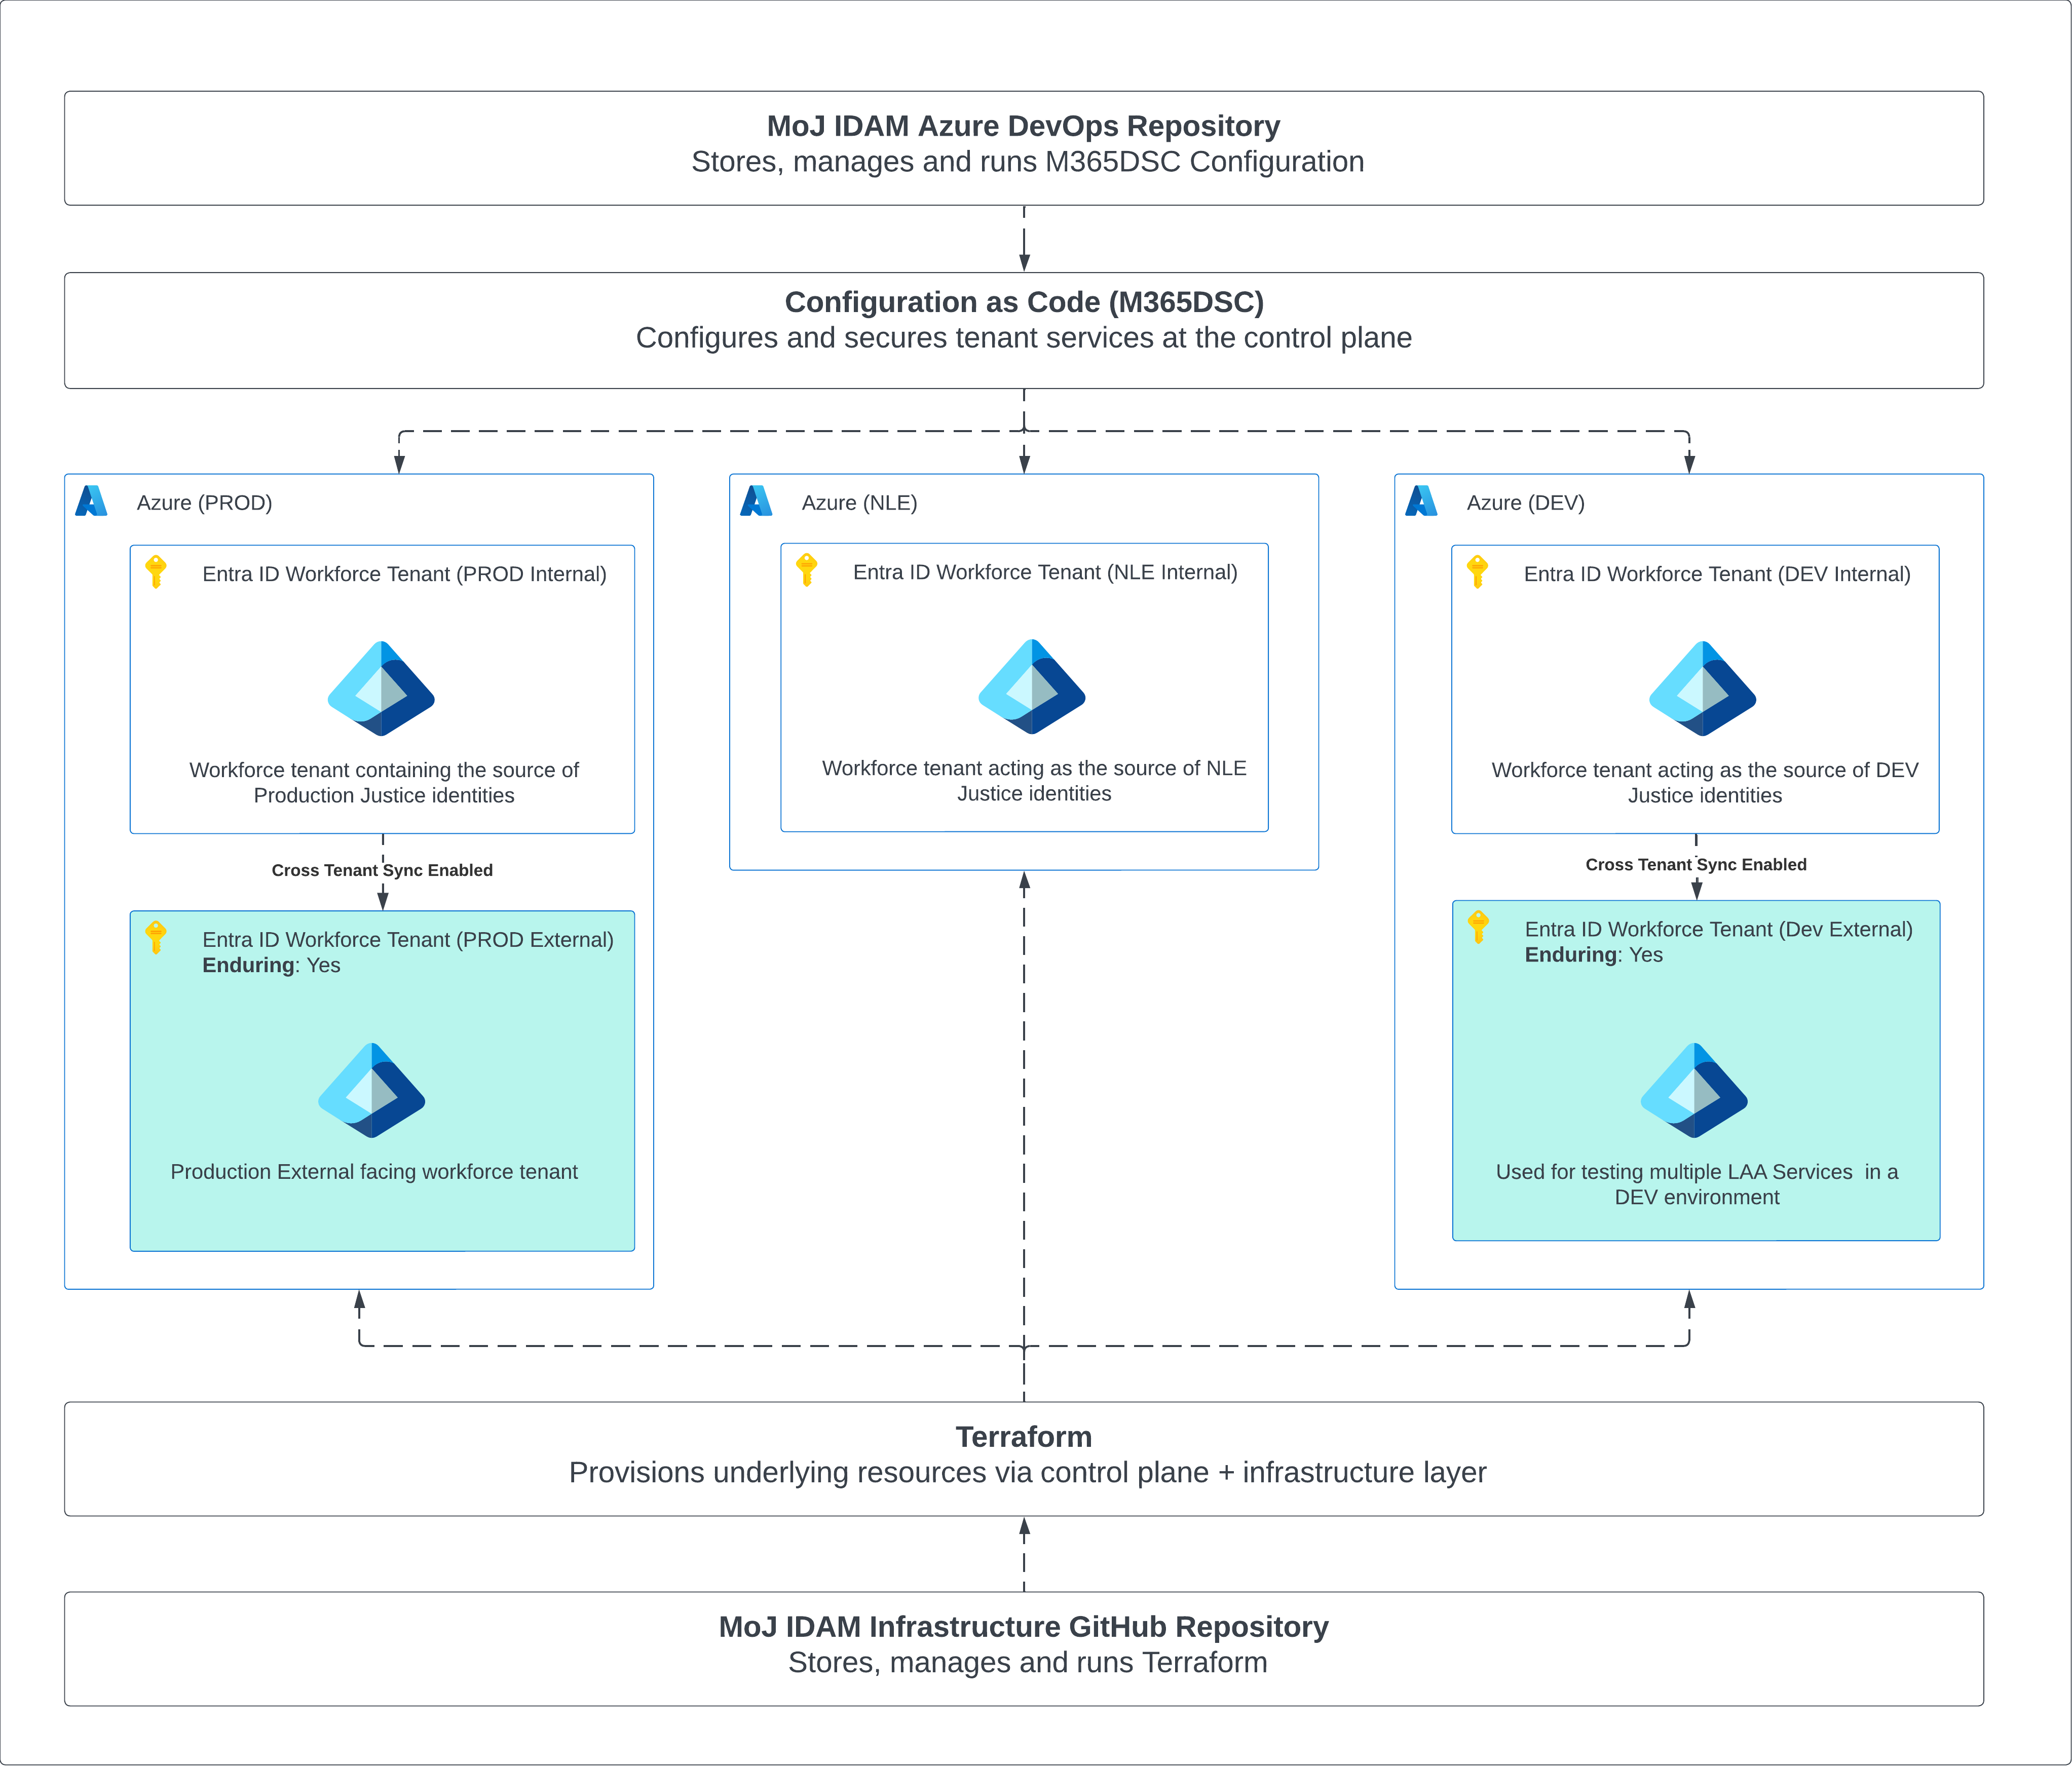 MoJ IDAM Azure DevOps Repository
Stores, manages and runs M365DSC Configuration
Configuration as Code (M365DSC)
Configures and secures tenant services at the control plane
Azure (PROD)
Entra ID Workforce Tenant (PROD Internal)
Workforce tenant containing the source of
Production Justice identities
Cross Tenant Sync Enabled
Entra ID Workforce Tenant (PROD External)
Enduring: Yes
Production External facing workforce tenant
Azure (NLE)
Entra ID Workforce Tenant (NLE Internal)
Workforce tenant acting as the source of NLE
Justice identities
Azure (DEV)
Entra ID Workforce Tenant (DEV Internal)
Workforce tenant acting as the source of DEV
Justice identities
Cross Tenant Sync Enabled
Entra ID Workforce Tenant (Dev External)
Enduring: Yes
Used for testing multiple LAA Services  in a
DEV environment
Terraform
Provisions underlying resources via control plane + infrastructure layer
MoJ IDAM Infrastructure GitHub Repository
Stores, manages and runs Terraform